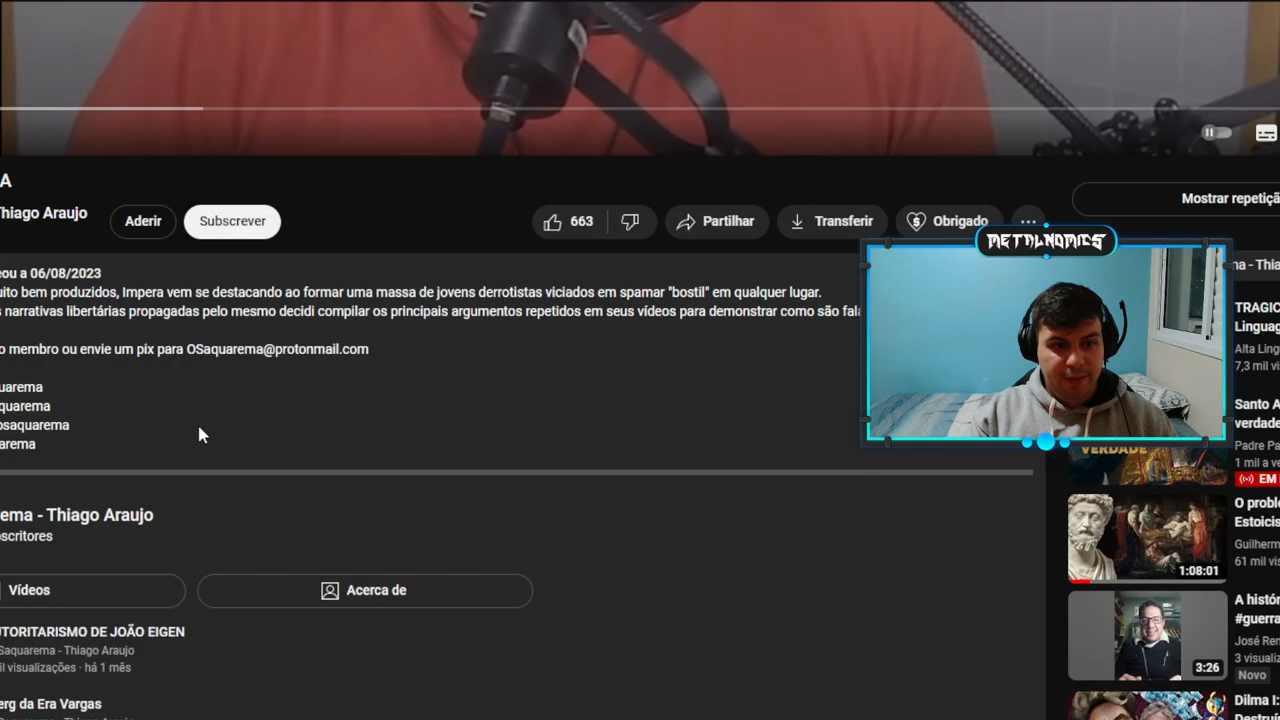 A
Thiago Araujo
Aderir
Subscrever
663
Partilhar
Transferir
Obrigado
Mostrar repetiçã
METALNOMICS
eou a 06/08/2023
uito bem produzidos, Impera vem se destacando ao formar uma massa de jovens derrotistas viciados em spamar "bostil" em qualquer lugar.
s narrativas libertárias propagadas pelo mesmo decidi compilar os principais argumentos repetidos em seus vídeos para demonstrar como são fala
o membro ou envie um pix para OSaquarema@protonmail.com
uarema
quarema
osaquarema
arema
ema - Thiago Araujo
scritores
Vídeos
Acerca de
UTORITARISMO DE JOÃO EIGEN
Saquarema - Thiago Araujo
il visualizações · há 1 mês
erg da Era Vargas
na - Thia
TRAGIC
Linguag
Alta Ling
7,3 mil vi
Santo A
verdade
Padre Pa
1 mil a v
EM
VERDADE
O probl
Estoicis
Guilherm
61 mil vis
1:08:01
A histór
#guerra
José Ren
3 visualiz
Novo
3:26
Dilma I:
Destruí